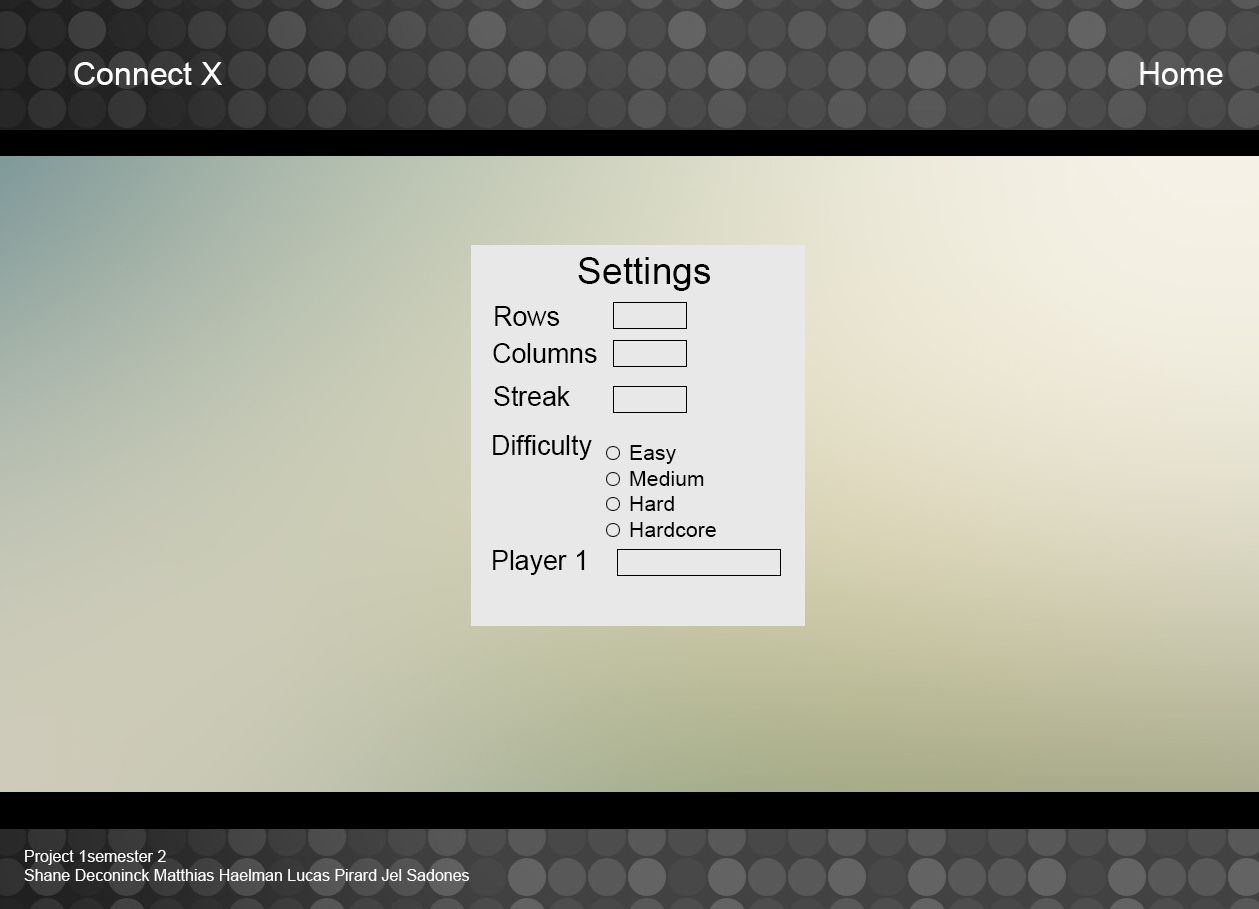 Connect X
Home
Settings
Rows
Columns
Streak
Difficulty
Easy
Medium
Hard
Hardcore
Player 1
Project 1semester 2
Shane Deconinck Matthias Haelman Lucas Pirard Jel Sadones